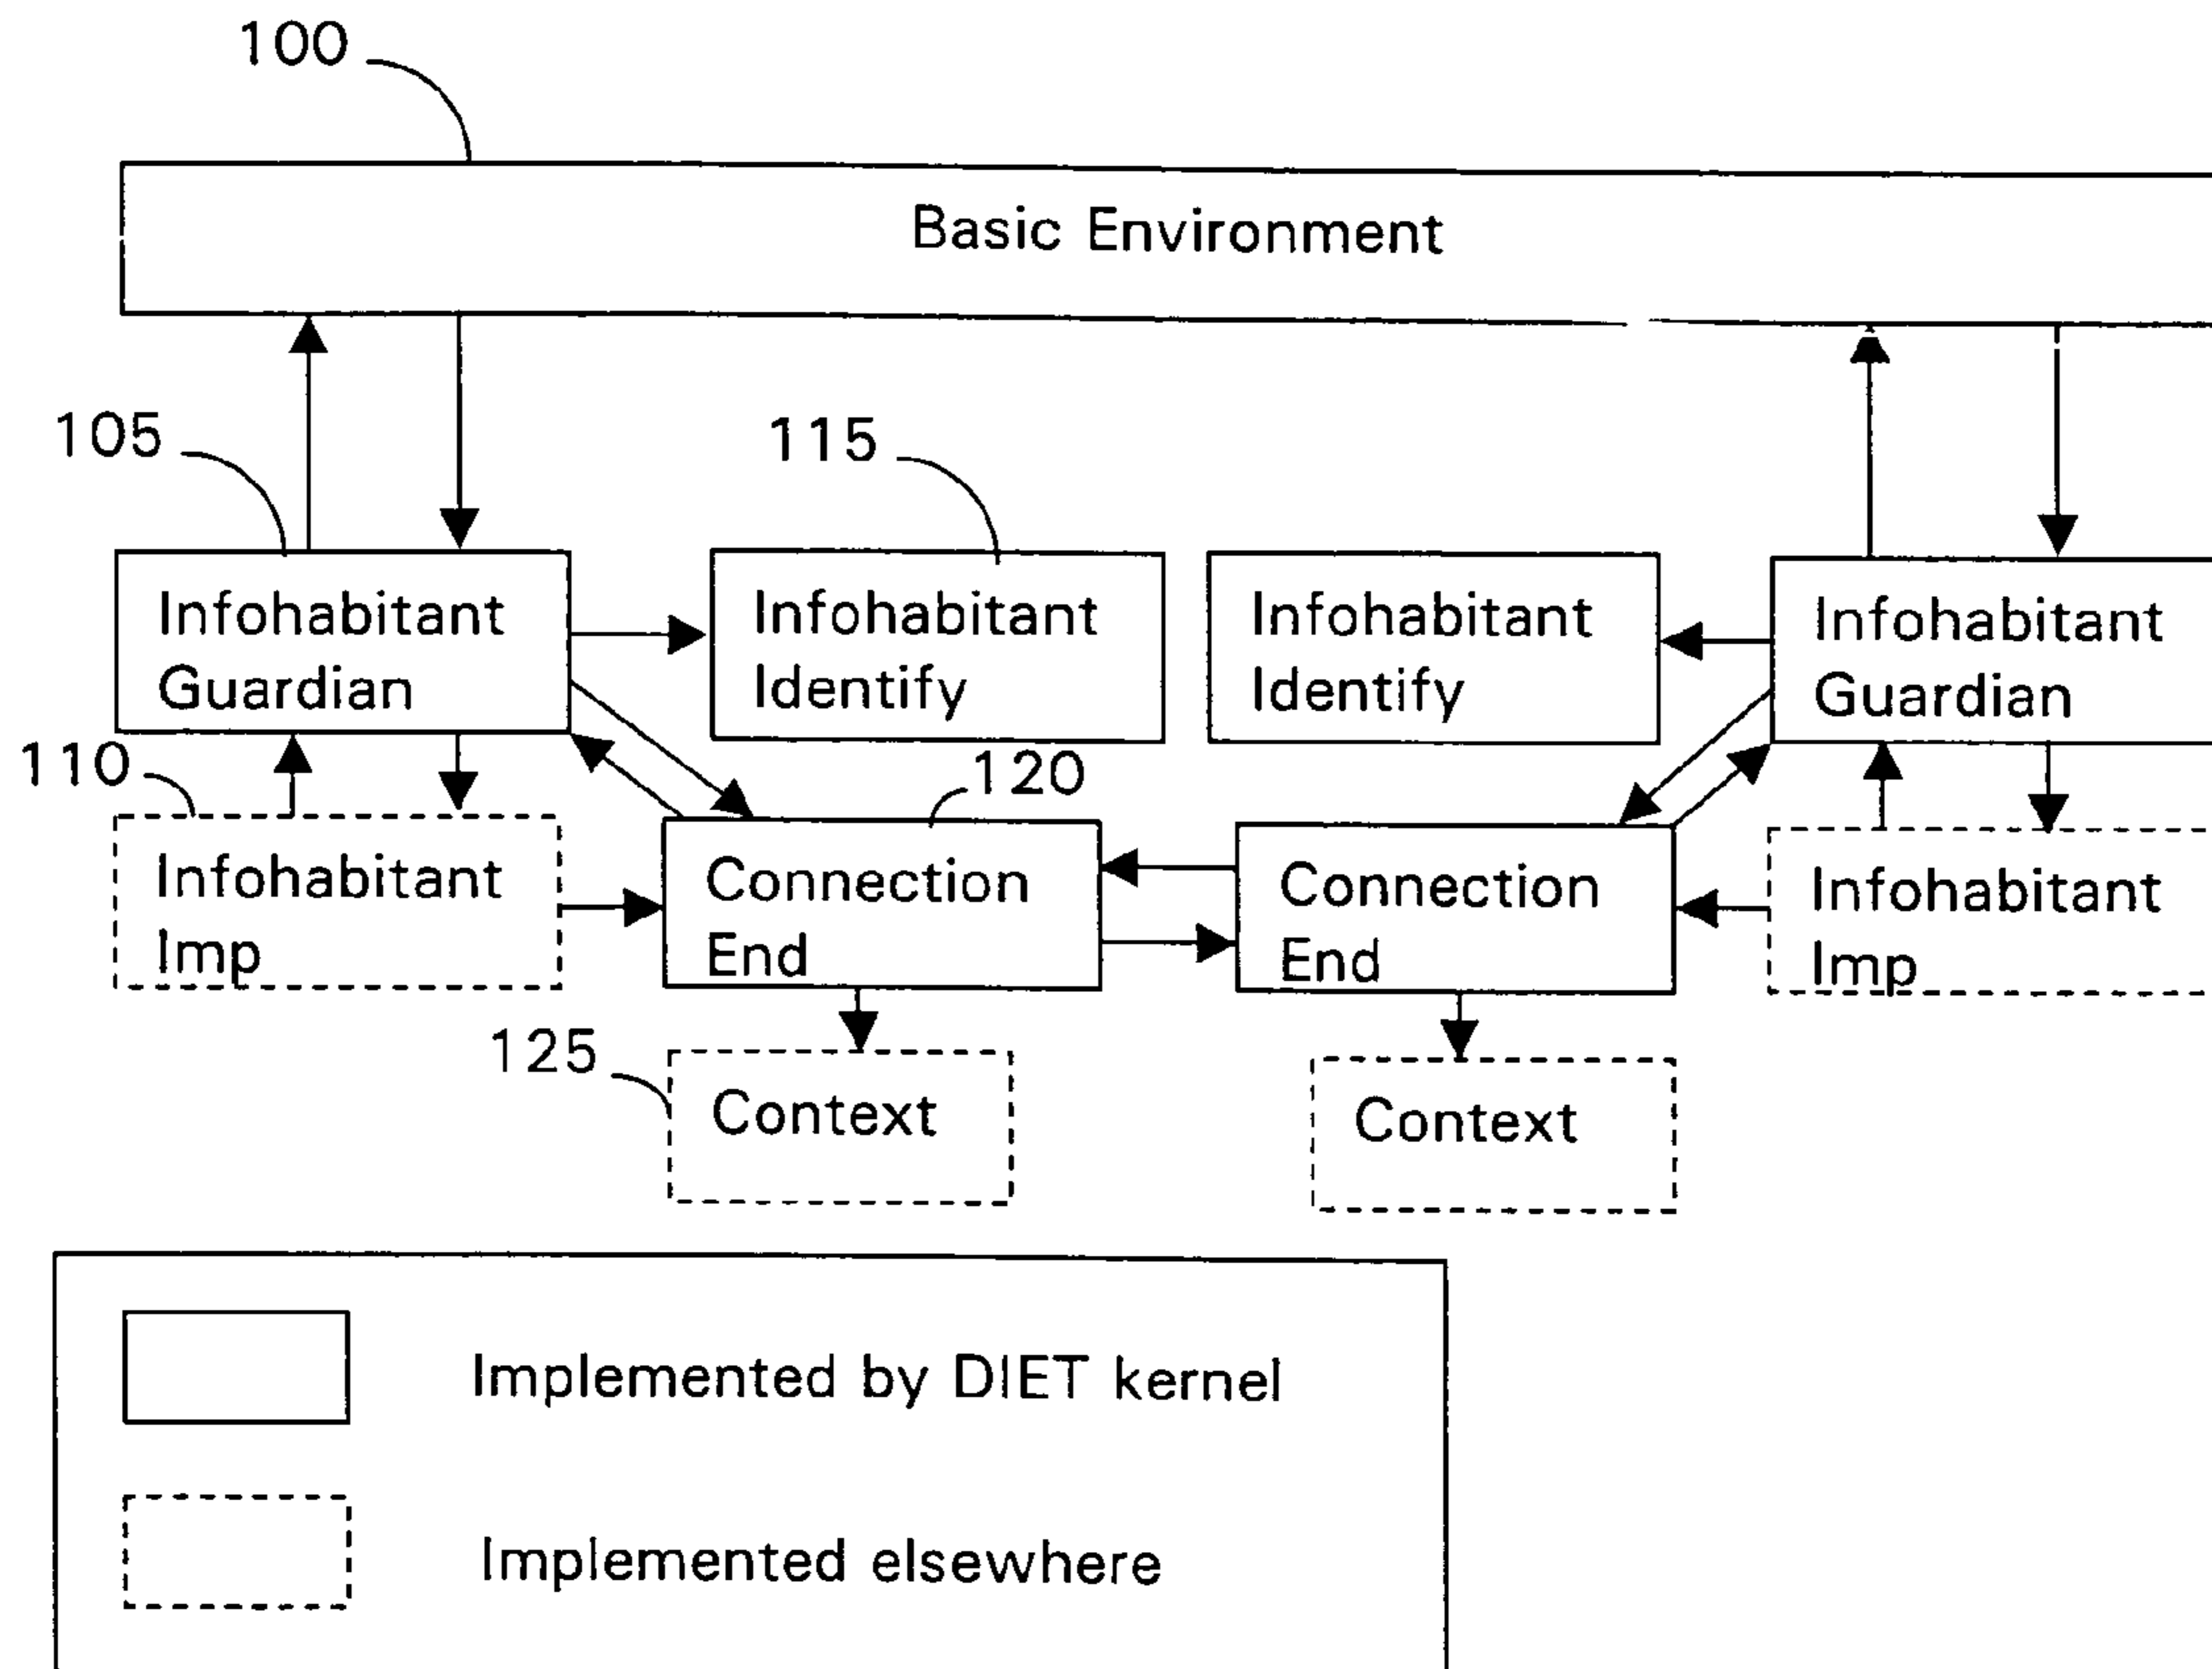 100
Basic Environment
105
115
Infohabitant
Guardian
Infohabitant
Identify
Infohabitant
Identify
Infohabitant
Guardian
110
120
Infohabitant
Imp
Connection
End
Connection
End
Infohabitant
Imp
125
Context
Context
Implemented by DIET kernel
Implemented elsewhere